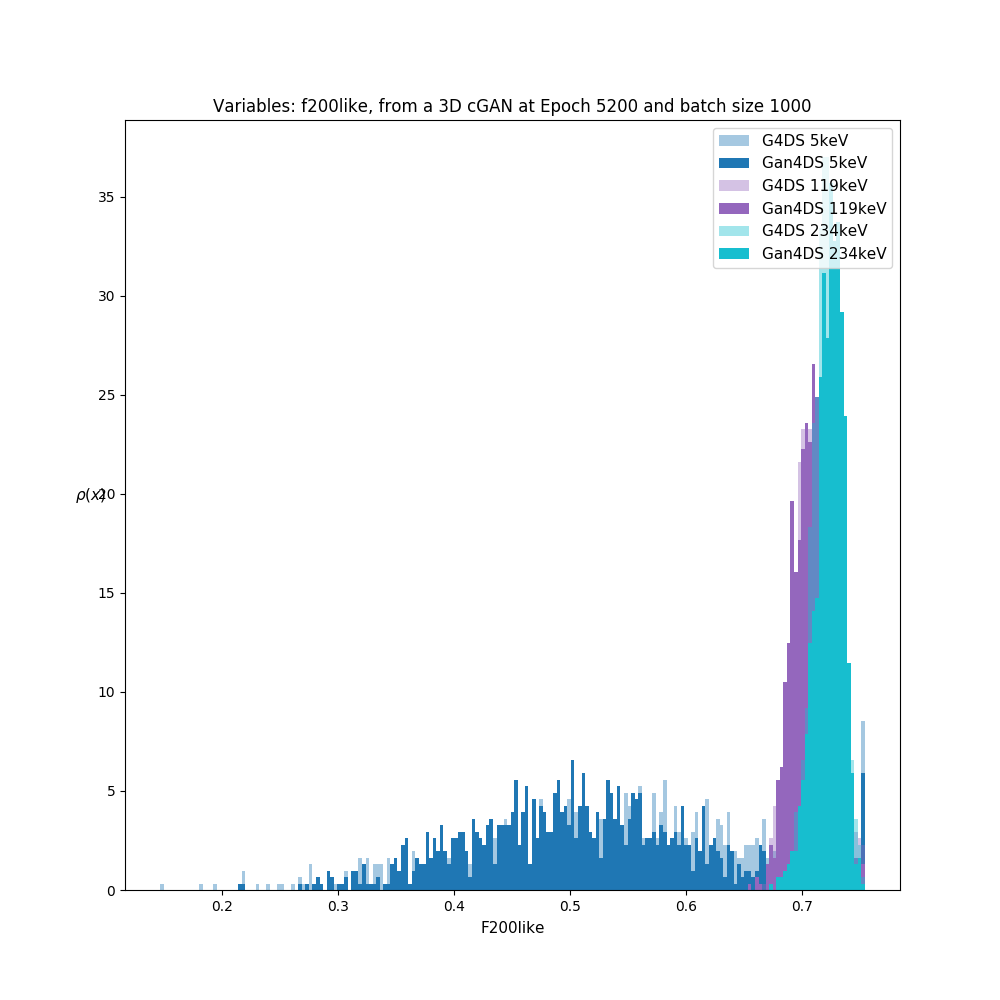 Variables: f200like, from a 3D cGAN at Epoch 5200 and batch size 1000
G4DS 5keV
Gan4DS 5keV
G4DS 119keV
Gan4DS 119keV
G4DS 234keV
Gan4DS 234keV
35
30
25
ρ(x)
20
15
10
5
0
0.2 0.3 0.4 0.5 0.6 0.7
F200like